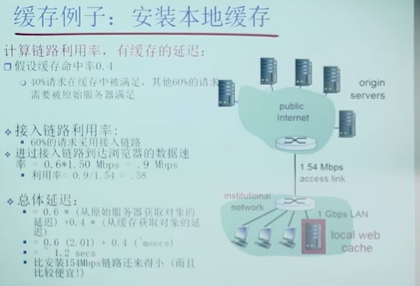 缓存例子：安装本地缓存
计算链路利用率，有缓存的延迟：
假设缓存命中率0.4
40%请求在缓存中被满足，其他60%的请求
需要被原始服务器满足
接入链路利用率：
60%的请求采用接入链路
进过接入链路到达浏览器的数据速
率 = 0.6*1.50 Mbps = .9 Mbps
利用率= 0.9/1.54 = .58
总体延迟：
= 0.6 * (从原始服务器获取对象的
延迟) +0.4 * (从缓存获取对象的延
迟)
= 0.6 (2.01) + 0.4 (~msecs)
= ~ 1.2 secs
比安装154Mbps链路还来得小 (而且
比较便宜!)
origin
servers
public
Internet
1.54 Mbps
access link
institutional
network
1 Gbps LAN
local web
cache